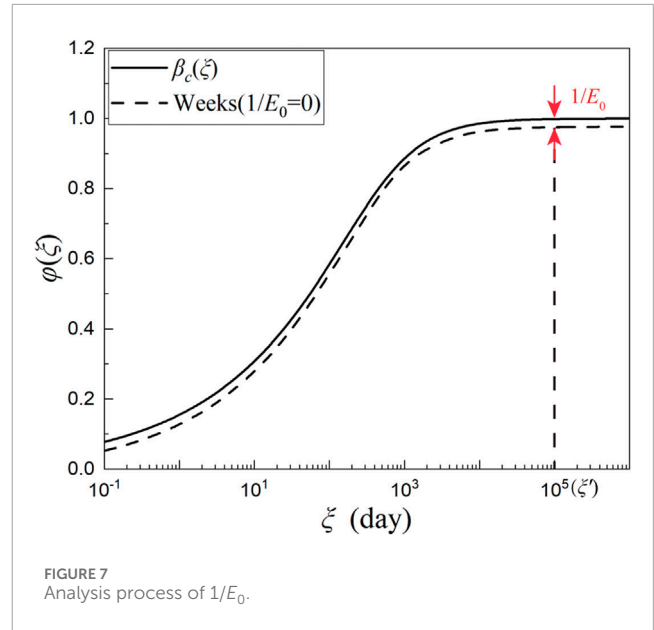 1.2
β_c(ξ)
Weeks(1/E_0=0)
1/E_0
1.0
0.8
0.6
0.4
0.2
0.0
φ(ξ)
10^-1
10^1
10^3
10^5(ξ')
ξ (day)
FIGURE 7
Analysis process of 1/E_0.